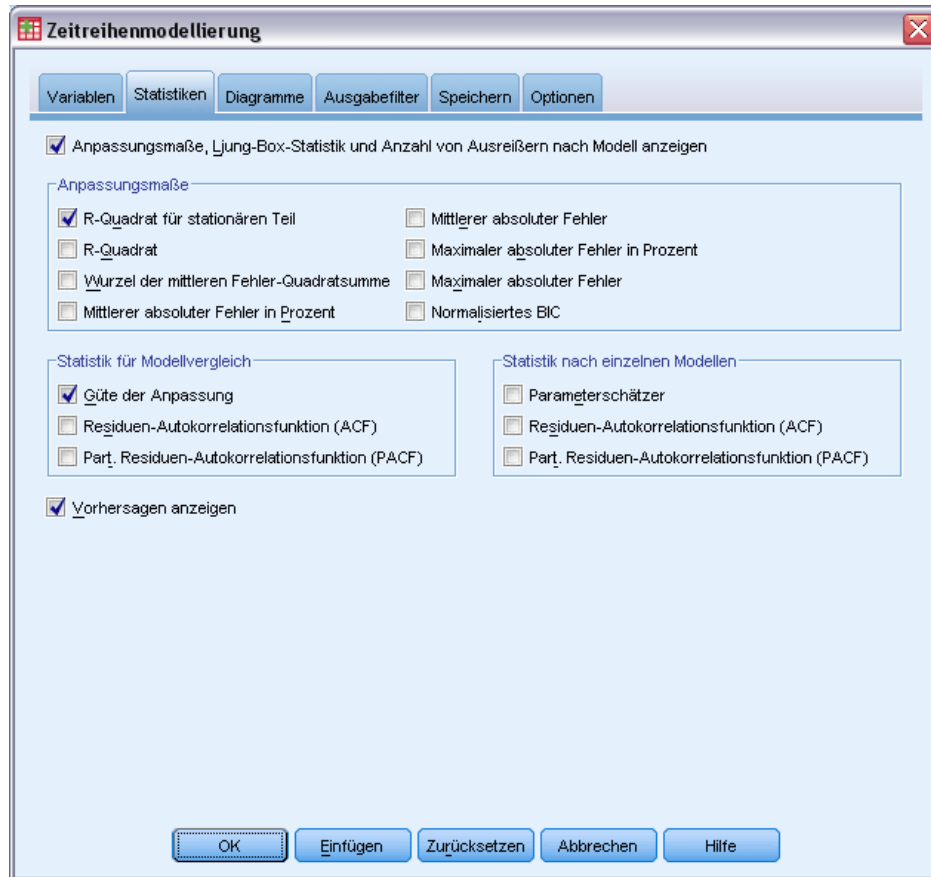 Zeitreihenmodellierung
Variablen Statistiken Diagramme Ausgabefilter Speichern Optionen
Anpassungsmaße, Ljung-Box-Statistik und Anzahl von Ausreißern nach Modell anzeigen
Anpassungsmaße
R-Quadrat für stationären Teil
R-Quadrat
Wurzel der mittleren Fehler-Quadratsumme
Mittlerer absoluter Fehler in Prozent
Mittlerer absoluter Fehler
Maximaler absoluter Fehler in Prozent
Maximaler absoluter Fehler
Normalisiertes BIC
Statistik für Modellvergleich
Güte der Anpassung
Residuen-Autokorrelationsfunktion (ACF)
Part. Residuen-Autokorrelationsfunktion (PACF)
Statistik nach einzelnen Modellen
Parameterschätzer
Residuen-Autokorrelationsfunktion (ACF)
Part. Residuen-Autokorrelationsfunktion (PACF)
Vorhersagen anzeigen
OK Einfügen Zurücksetzen Abbrechen Hilfe